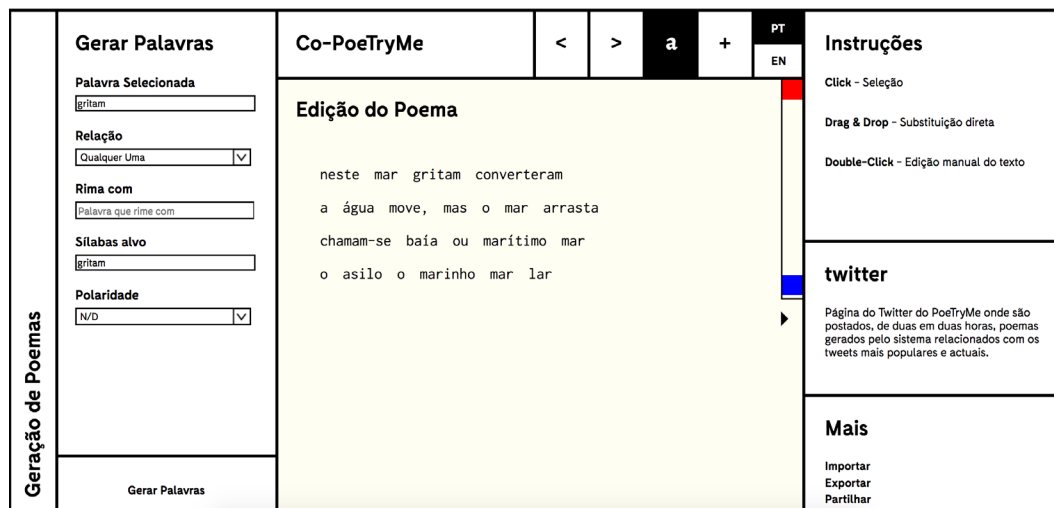 Geração de Poemas
Gerar Palavras
Palavra Selecionada
gritam
Relação
Qualquer Uma
Rima com
Palavra que rime com
Sílabas alvo
gritam
Polaridade
N/D
Gerar Palavras
Co-PoeTryMe
< > a +
PT
EN
Edição do Poema
neste mar gritam converteram
a água move, mas o mar arrasta
chamam-se baía ou marítimo mar
o asilo o marinho mar lar
Instruções
Click – Seleção
Drag & Drop – Substituição direta
Double-Click – Edição manual do texto
twitter
Página do Twitter do PoeTryMe onde são
postados, de duas em duas horas, poemas
gerados pelo sistema relacionados com os
tweets mais populares e actuais.
Mais
Importar
Exportar
Partilhar